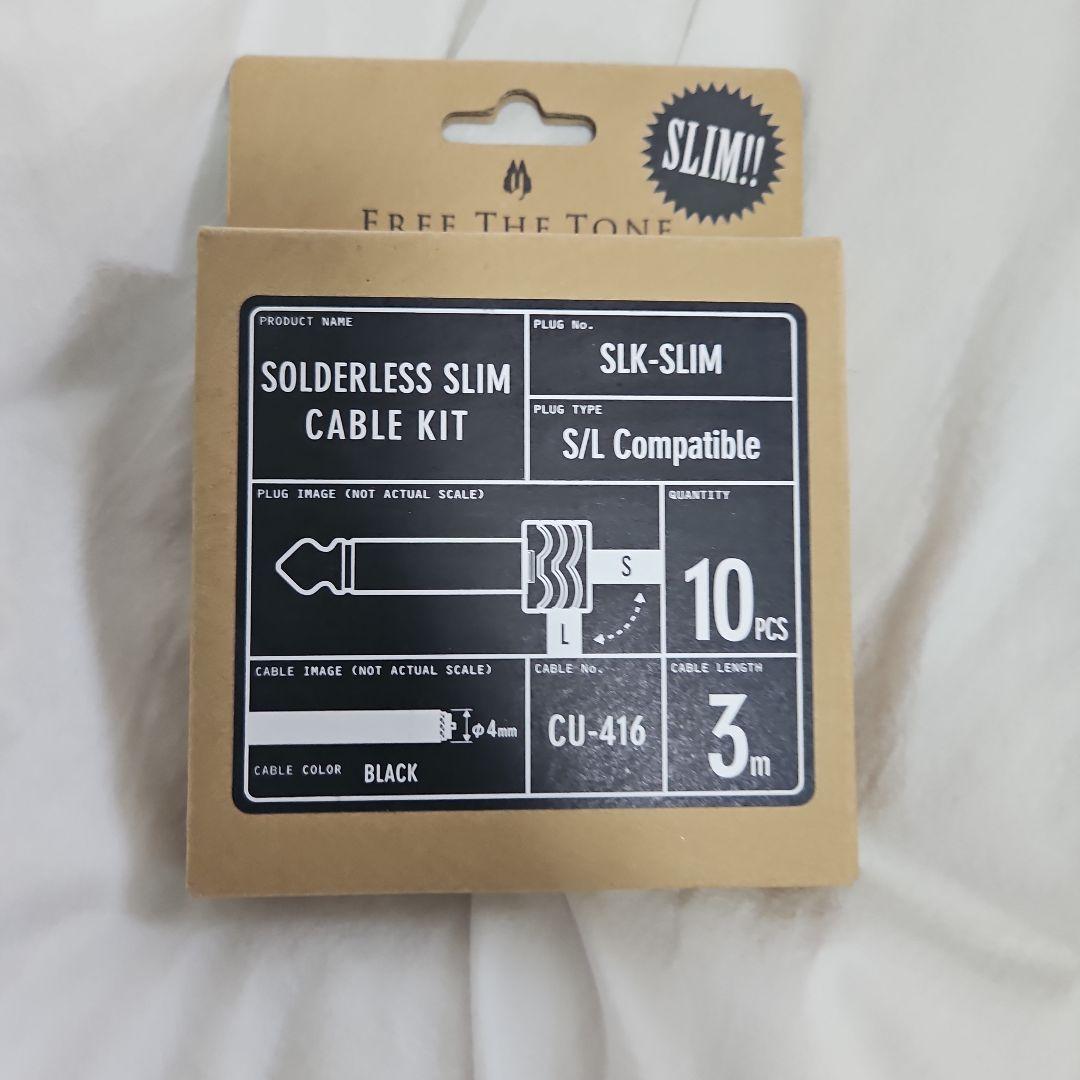 SLIM!!
FREE THE TONE
PRODUCT NAME
SOLDERLESS SLIM
CABLE KIT
PLUG No.
SLK-SLIM
PLUG TYPE
S/L Compatible
PLUG IMAGE (NOT ACTUAL SCALE)
S
L
QUANTITY
10PCS
CABLE IMAGE (NOT ACTUAL SCALE)
φ4mm
CABLE COLOR BLACK
CABLE No.
CU-416
CABLE LENGTH
3m